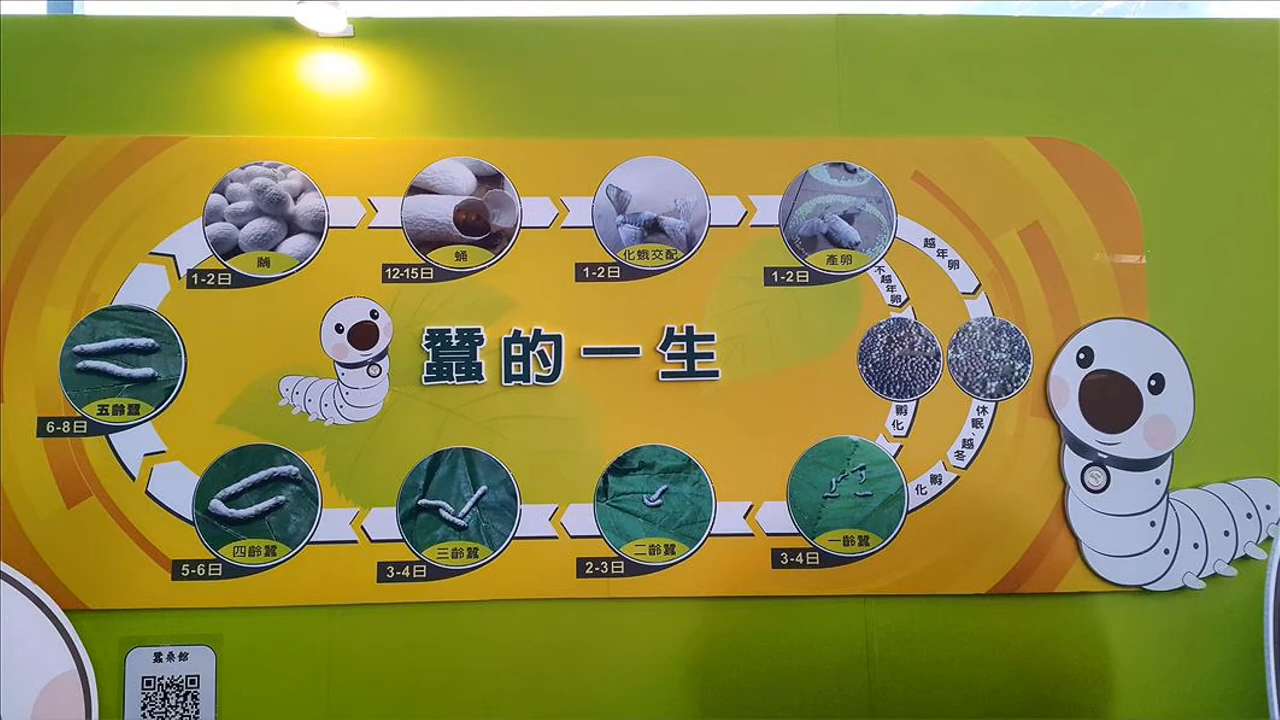 蠶的一生
繭
1-2日
蛹
12-15日
化蛾交配
1-2日
產卵
1-2日
不越年卵
越年卵
孵化
休眠、越冬
孵化
一齡蠶
3-4日
二齡蠶
2-3日
三齡蠶
3-4日
四齡蠶
5-6日
五齡蠶
6-8日
蠶桑館